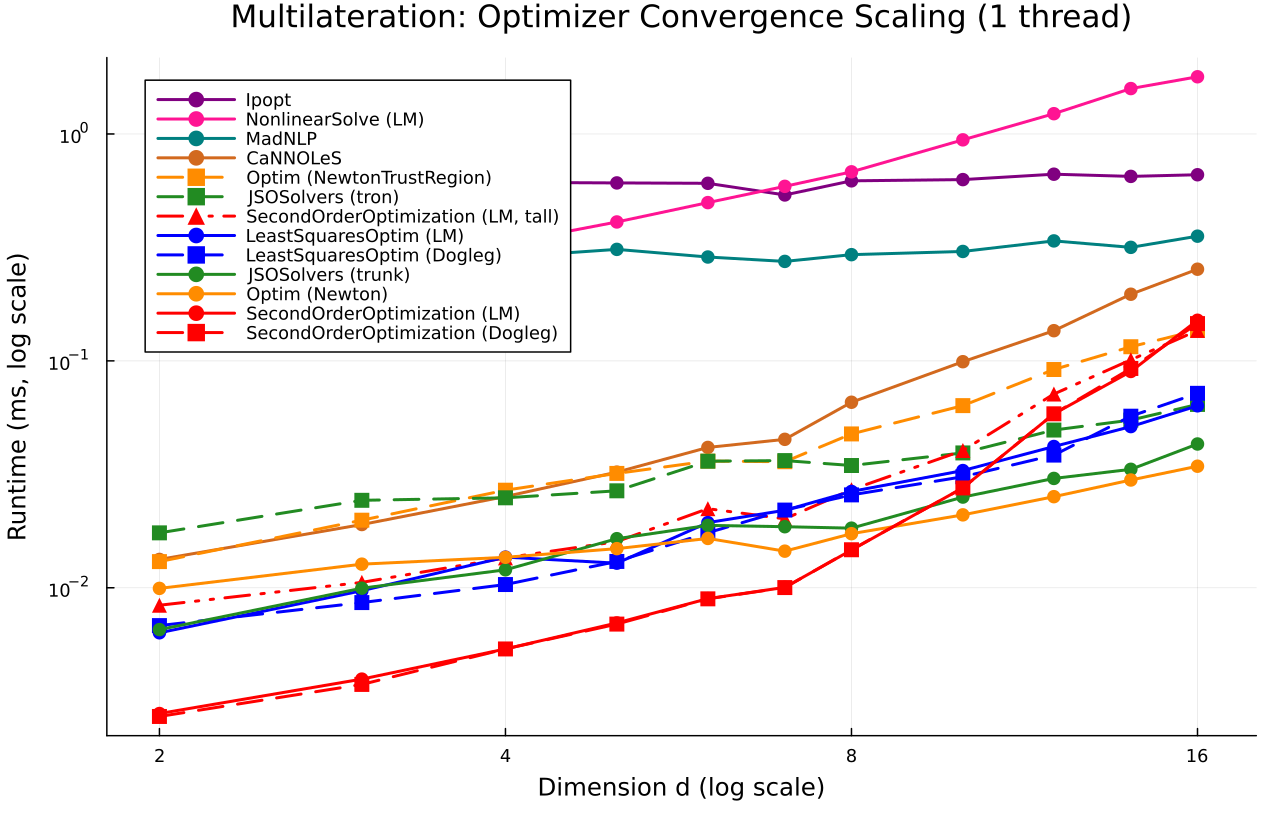 Multilateration: Optimizer Convergence Scaling (1 thread)
Ipopt
NonlinearSolve (LM)
MadNLP
CaNNOLeS
Optim (NewtonTrustRegion)
JSOSolvers (tron)
SecondOrderOptimization (LM, tall)
LeastSquaresOptim (LM)
LeastSquaresOptim (Dogleg)
JSOSolvers (trunk)
Optim (Newton)
SecondOrderOptimization (LM)
SecondOrderOptimization (Dogleg)
Runtime (ms, log scale)
10⁰
10⁻¹
10⁻²
2 4 8 16
Dimension d (log scale)